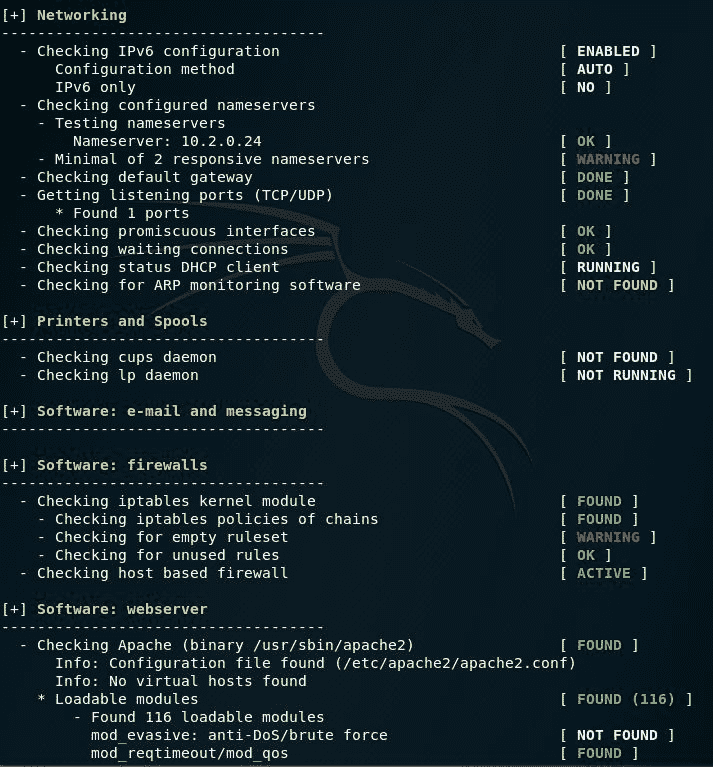 [+] Networking
------------------------------------
  - Checking IPv6 configuration                               [ ENABLED ]
      Configuration method                                    [ AUTO ]
      IPv6 only                                               [ NO ]
  - Checking configured nameservers
    - Testing nameservers
        Nameserver: 10.2.0.24                                 [ OK ]
    - Minimal of 2 responsive nameservers                     [ WARNING ]
  - Checking default gateway                                  [ DONE ]
  - Getting listening ports (TCP/UDP)                         [ DONE ]
      * Found 1 ports
  - Checking promiscuous interfaces                           [ OK ]
  - Checking waiting connections                              [ OK ]
  - Checking status DHCP client                               [ RUNNING ]
  - Checking for ARP monitoring software                      [ NOT FOUND ]
[+] Printers and Spools
------------------------------------
  - Checking cups daemon                                      [ NOT FOUND ]
  - Checking lp daemon                                        [ NOT RUNNING ]
[+] Software: e-mail and messaging
------------------------------------
[+] Software: firewalls
------------------------------------
  - Checking iptables kernel module                           [ FOUND ]
    - Checking iptables policies of chains                    [ FOUND ]
    - Checking for empty ruleset                              [ WARNING ]
    - Checking for unused rules                               [ OK ]
  - Checking host based firewall                              [ ACTIVE ]
[+] Software: webserver
------------------------------------
  - Checking Apache (binary /usr/sbin/apache2)                [ FOUND ]
      Info: Configuration file found (/etc/apache2/apache2.conf)
      Info: No virtual hosts found
    * Loadable modules                                        [ FOUND (116) ]
        - Found 116 loadable modules
          mod_evasive: anti-DoS/brute force                   [ NOT FOUND ]
          mod_reqtimeout/mod_qos                              [ FOUND ]